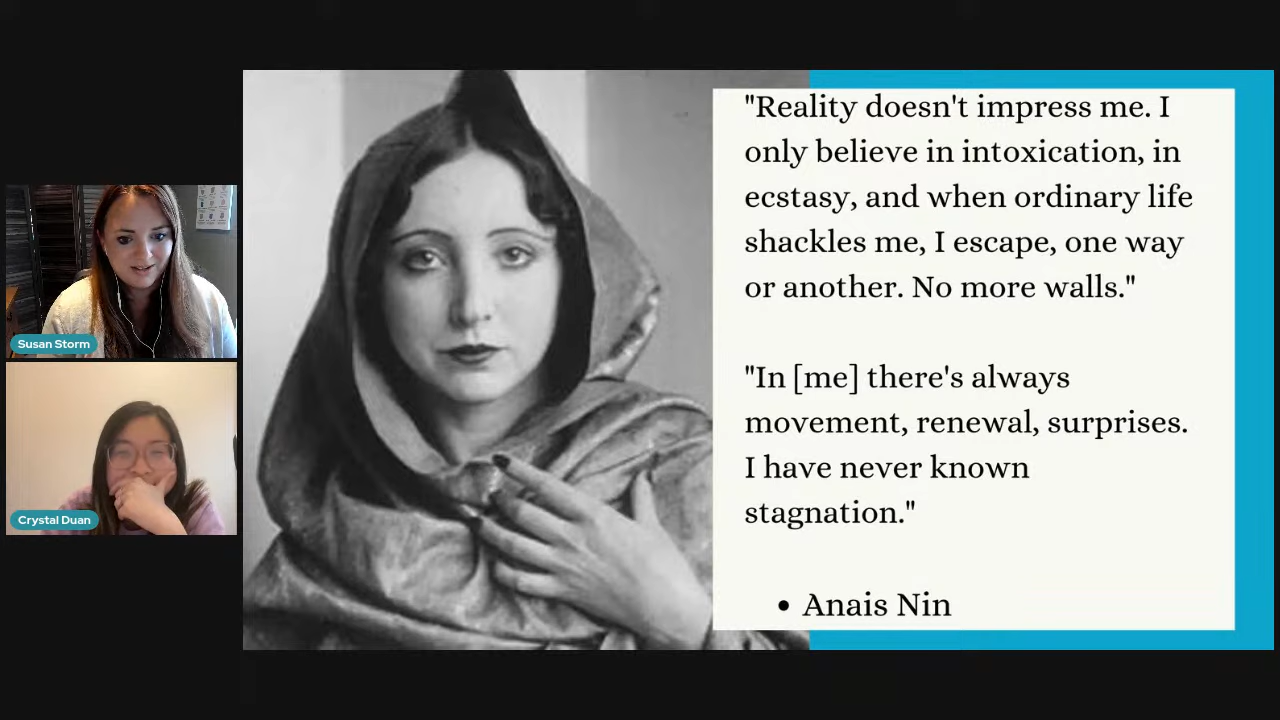 "Reality doesn't impress me. I
only believe in intoxication, in
ecstasy, and when ordinary life
shackles me, I escape, one way
or another. No more walls."
"In [me] there's always
movement, renewal, surprises.
I have never known
stagnation."
• Anais Nin
Susan Storm
Crystal Duan